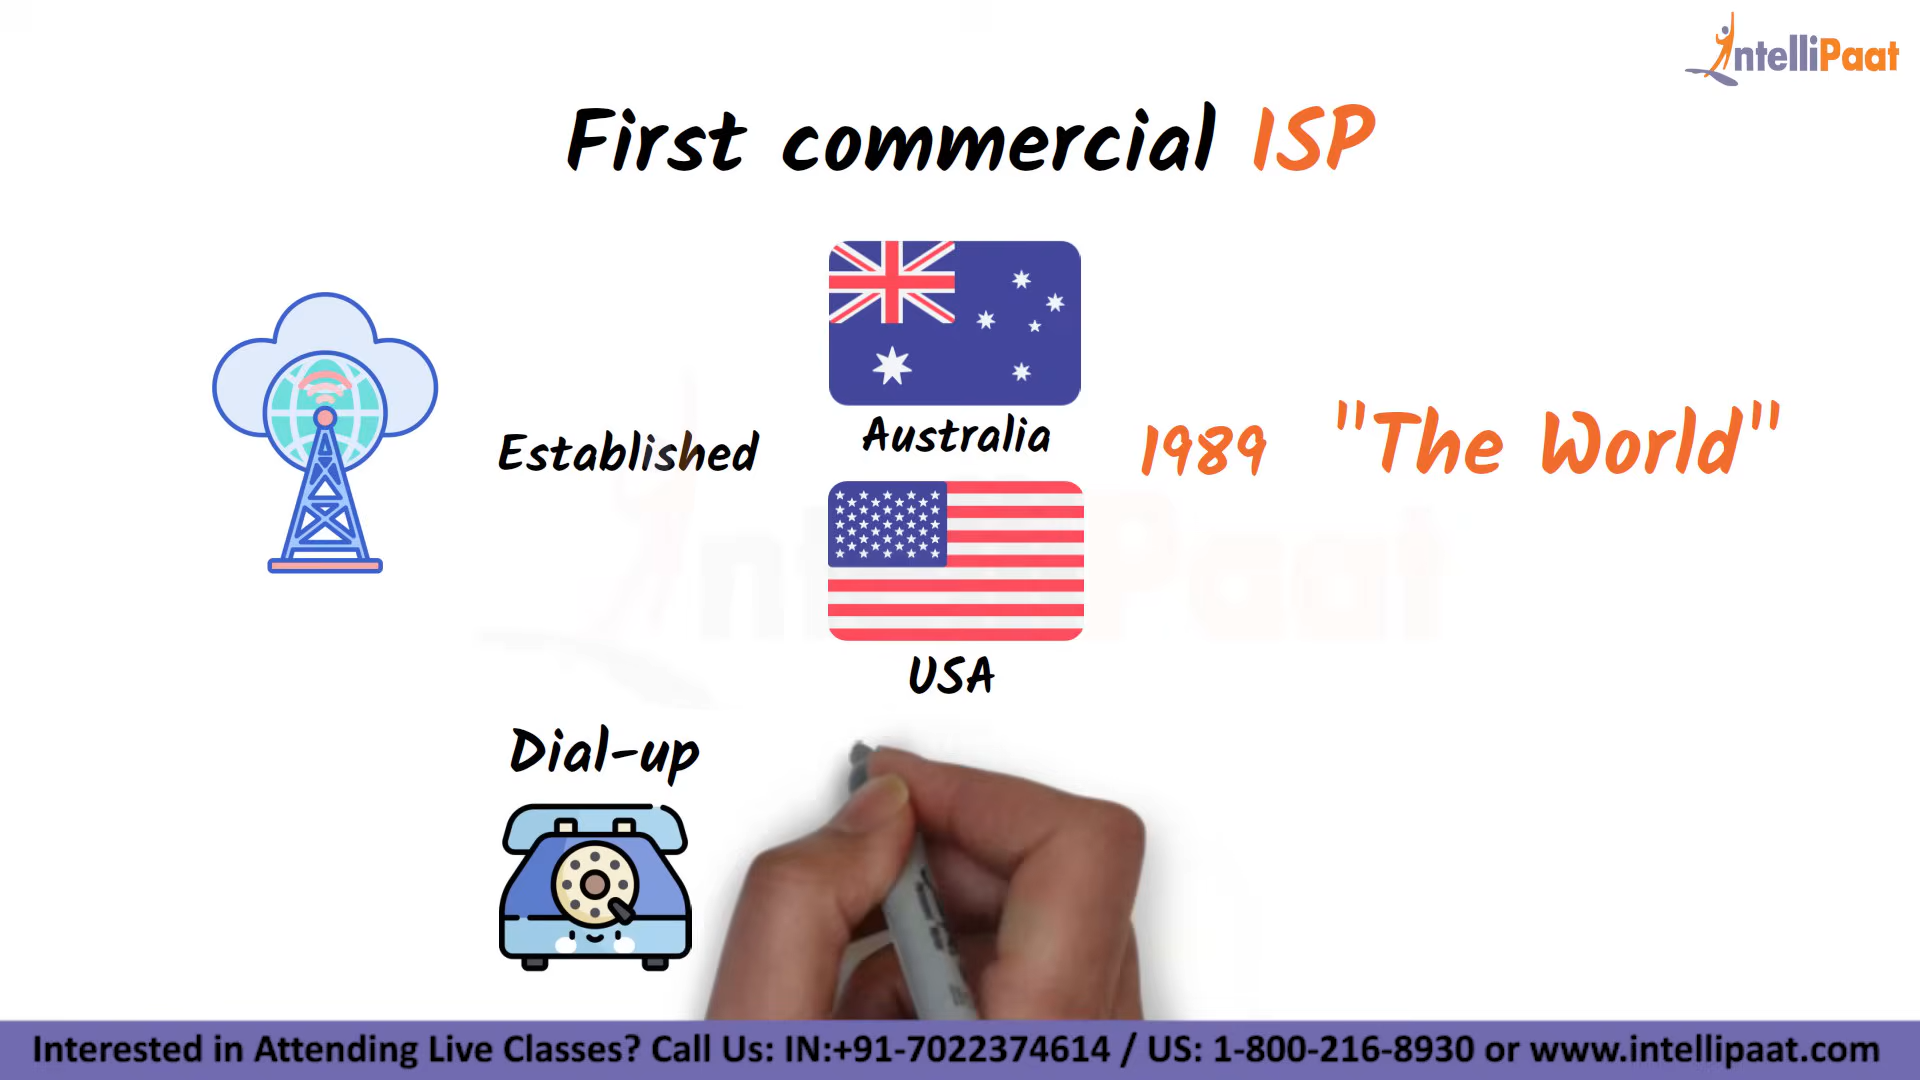 IntelliPaat
First commercial ISP
Established
Australia
1989 "The World"
USA
Dial-up
IntelliPaat
Interested in Attending Live Classes? Call Us: IN:+91-7022374614 / US: 1-800-216-8930 or www.intellipaat.com